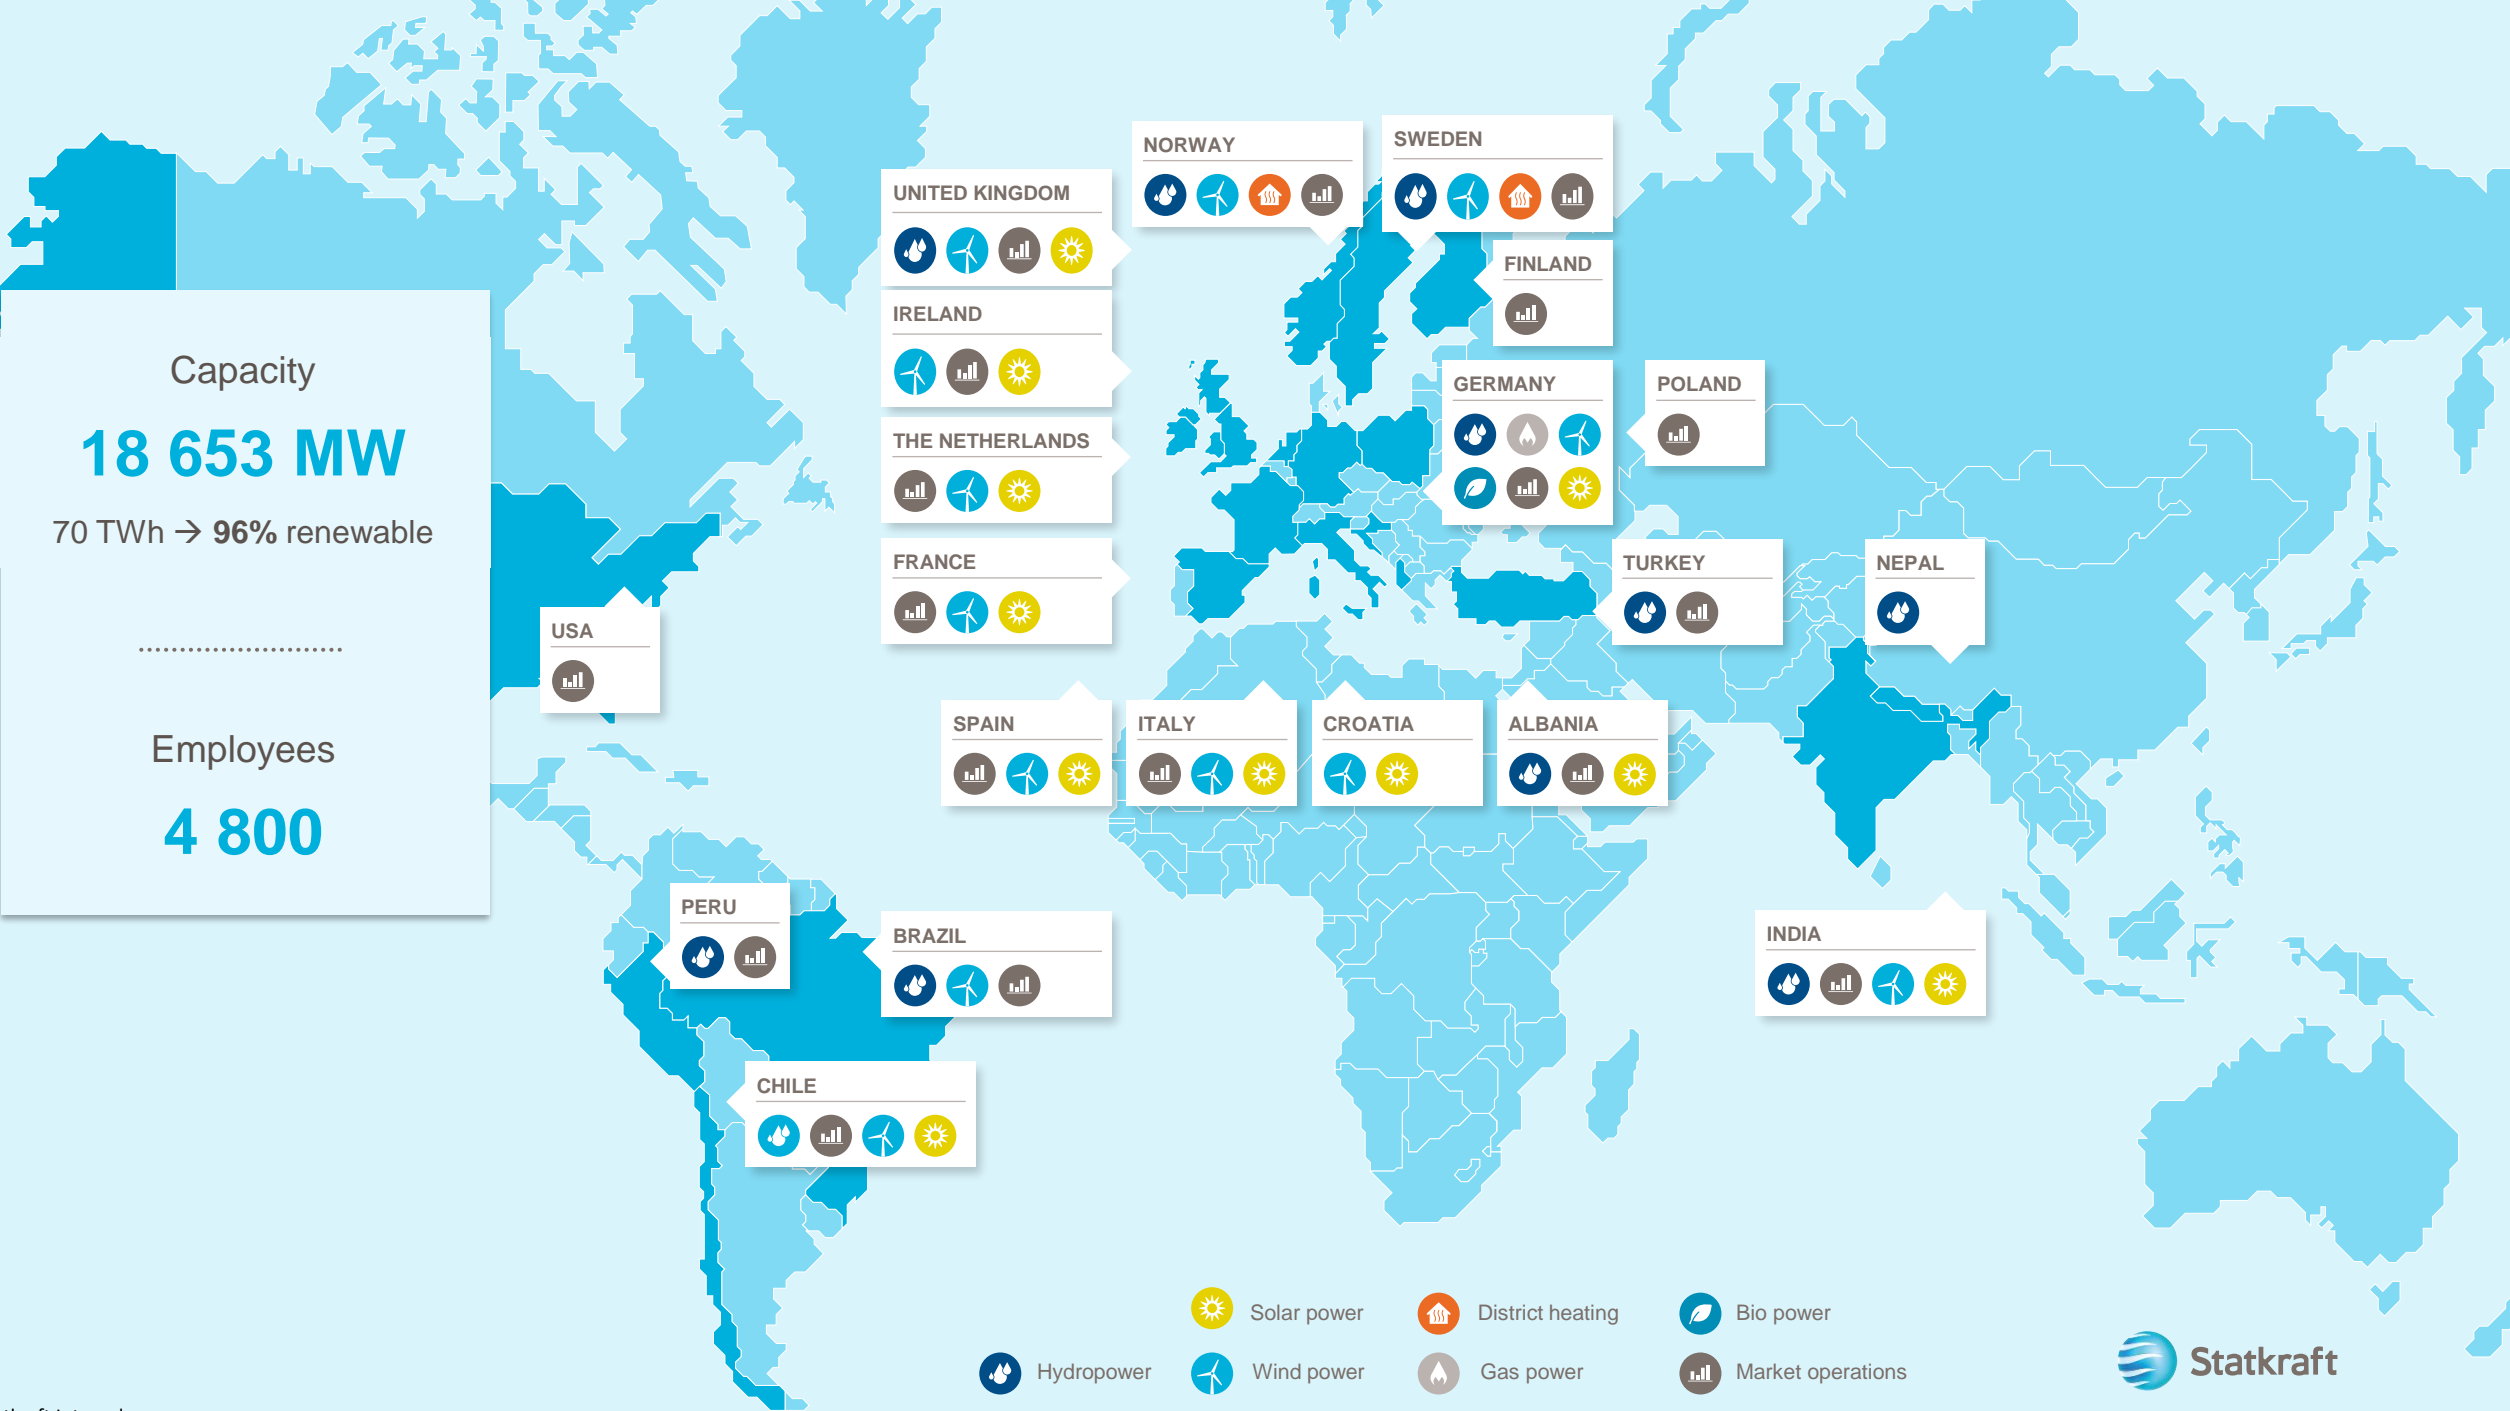 NORWAY
SWEDEN
UNITED KINGDOM
FINLAND
IRELAND
Capacity
18 653 MW
70 TWh → 96% renewable
GERMANY
POLAND
THE NETHERLANDS
FRANCE
TURKEY
NEPAL
USA
Employees
4 800
SPAIN
ITALY
CROATIA
ALBANIA
PERU
BRAZIL
INDIA
CHILE
Solar power
District heating
Bio power
Hydropower
Wind power
Gas power
Market operations
Statkraft